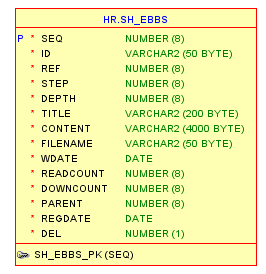 HR.SH_EBBS
P * SEQ NUMBER (8)
* ID VARCHAR2 (50 BYTE)
* REF NUMBER (8)
* STEP NUMBER (8)
* DEPTH NUMBER (8)
* TITLE VARCHAR2 (200 BYTE)
* CONTENT VARCHAR2 (4000 BYTE)
* FILENAME VARCHAR2 (50 BYTE)
* WDATE DATE
* READCOUNT NUMBER (8)
* DOWNCOUNT NUMBER (8)
* PARENT NUMBER (8)
* REGDATE DATE
* DEL NUMBER (1)
SH_EBBS_PK (SEQ)